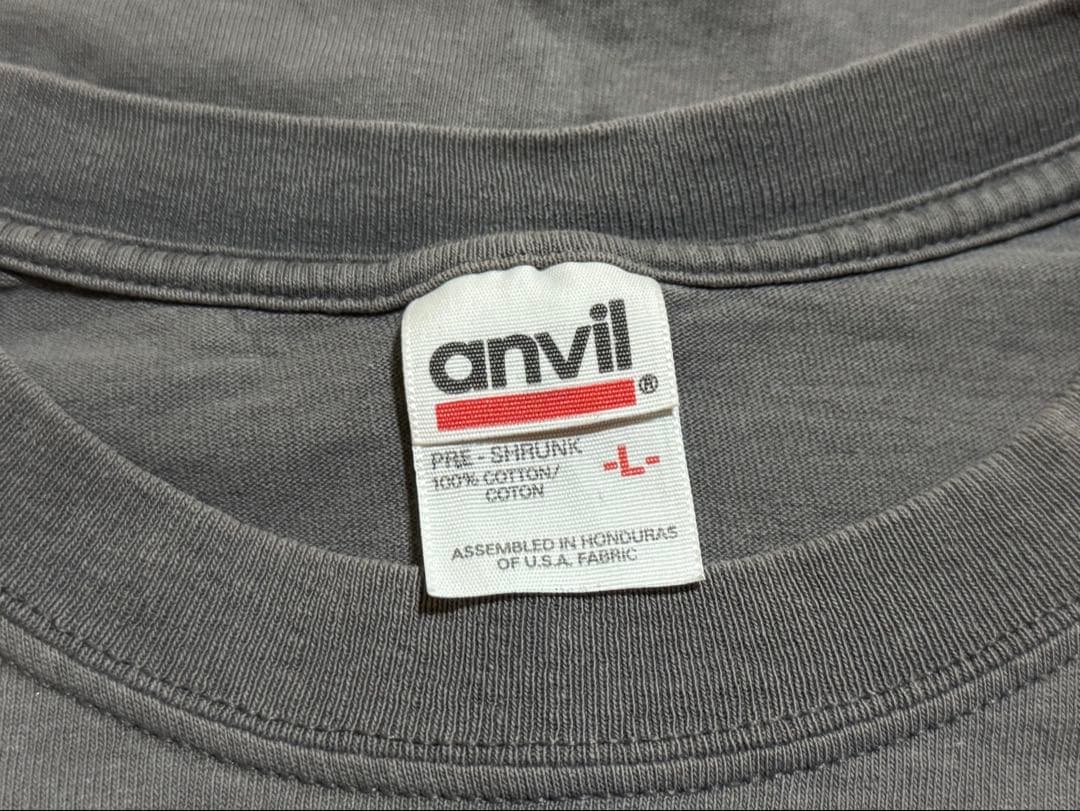 anvil®
PRE-SHRUNK
-L-
100% COTTON/
COTON
ASSEMBLED IN HONDURAS
OF U.S.A. FABRIC